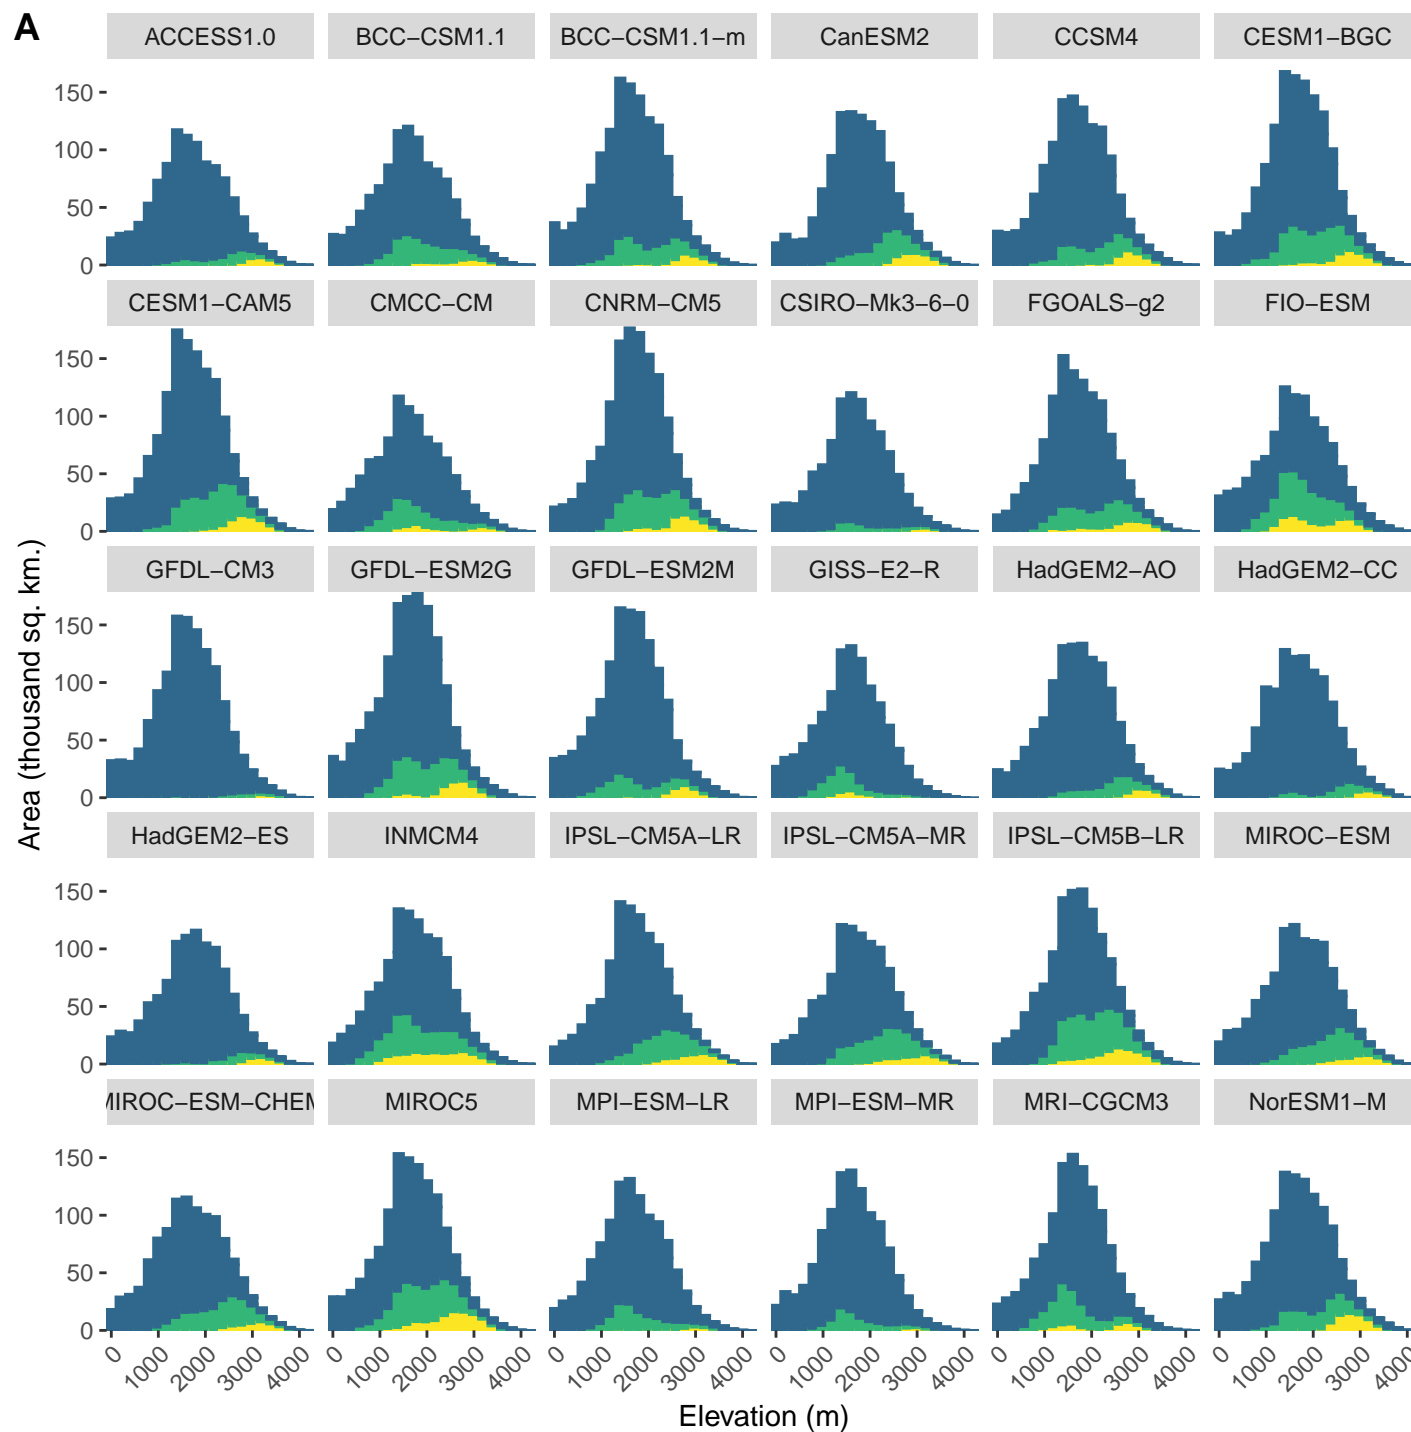 A
ACCESS1.0 BCC−CSM1.1 BCC−CSM1.1−m CanESM2 CCSM4 CESM1−BGC
150
100
50
0
CESM1−CAM5 CMCC−CM CNRM−CM5 CSIRO−Mk3−6−0 FGOALS−g2 FIO−ESM
150
100
50
0
GFDL−CM3 GFDL−ESM2G GFDL−ESM2M GISS−E2−R HadGEM2−AO HadGEM2−CC
150
100
50
0
HadGEM2−ES INMCM4 IPSL−CM5A−LR IPSL−CM5A−MR IPSL−CM5B−LR MIROC−ESM
150
100
50
0
MIROC−ESM−CHEM MIROC5 MPI−ESM−LR MPI−ESM−MR MRI−CGCM3 NorESM1−M
150
100
50
0
0 1000 2000 3000 4000 0 1000 2000 3000 4000 0 1000 2000 3000 4000 0 1000 2000 3000 4000 0 1000 2000 3000 4000 0 1000 2000 3000 4000
Elevation (m)
Area (thousand sq. km.)